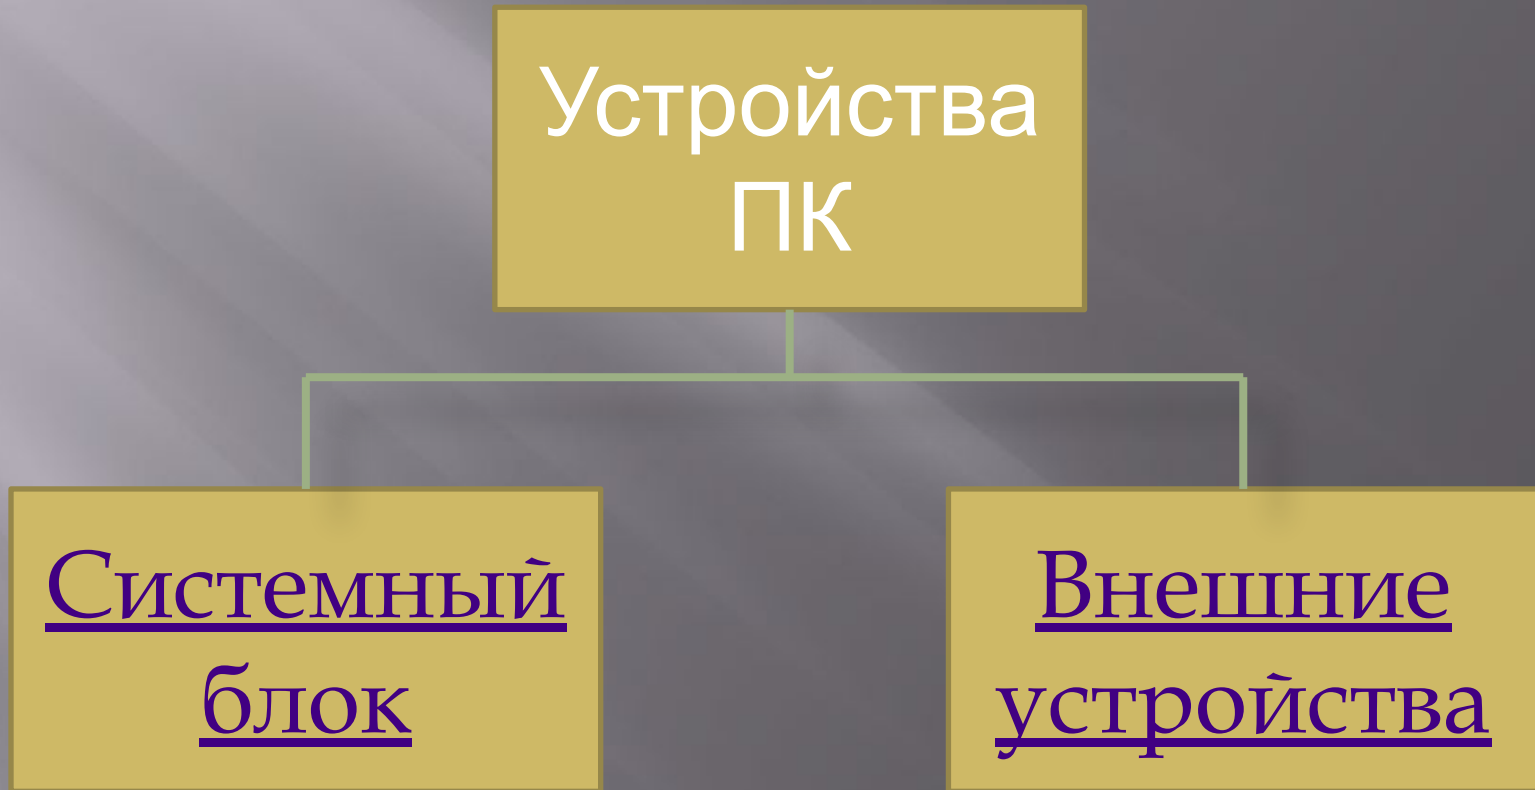 Устройства
ПК
Системный
блок
Внешние
устройства